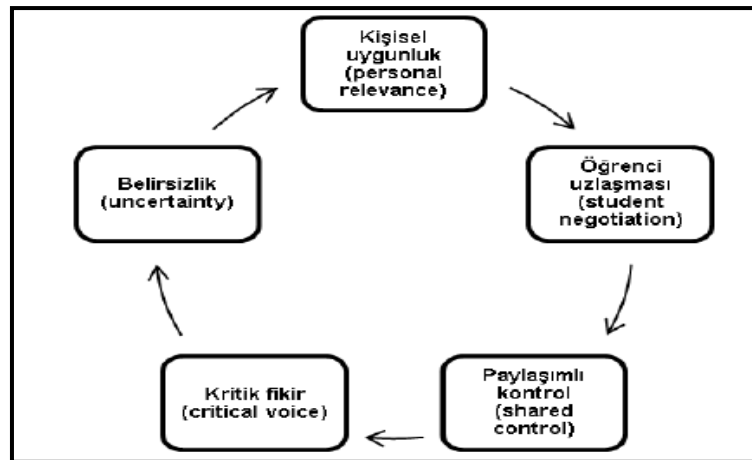 Kişisel
uygunluk
(personal
relevance)
Öğrenci
uzlaşması
(student
negotiation)
Paylaşımlı
kontrol
(shared
control)
Kritik fikir
(critical voice)
Belirsizlik
(uncertainty)